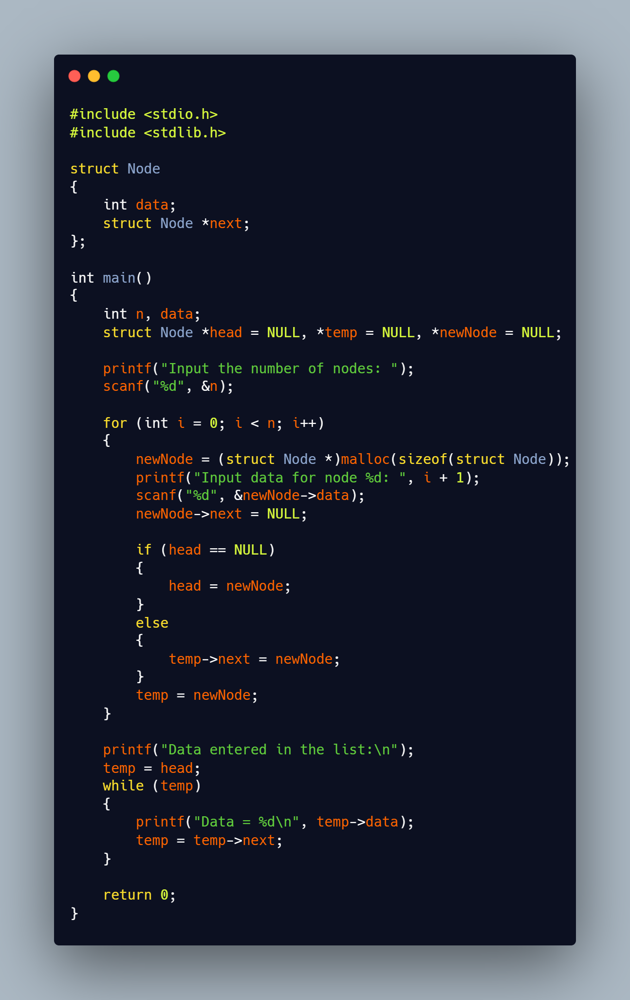 #include <stdio.h>
#include <stdlib.h>

struct Node
{
    int data;
    struct Node *next;
};

int main()
{
    int n, data;
    struct Node *head = NULL, *temp = NULL, *newNode = NULL;

    printf("Input the number of nodes: ");
    scanf("%d", &n);

    for (int i = 0; i < n; i++)
    {
        newNode = (struct Node *)malloc(sizeof(struct Node));
        printf("Input data for node %d: ", i + 1);
        scanf("%d", &newNode->data);
        newNode->next = NULL;

        if (head == NULL)
        {
            head = newNode;
        }
        else
        {
            temp->next = newNode;
        }
        temp = newNode;
    }

    printf("Data entered in the list:\n");
    temp = head;
    while (temp)
    {
        printf("Data = %d\n", temp->data);
        temp = temp->next;
    }

    return 0;
}